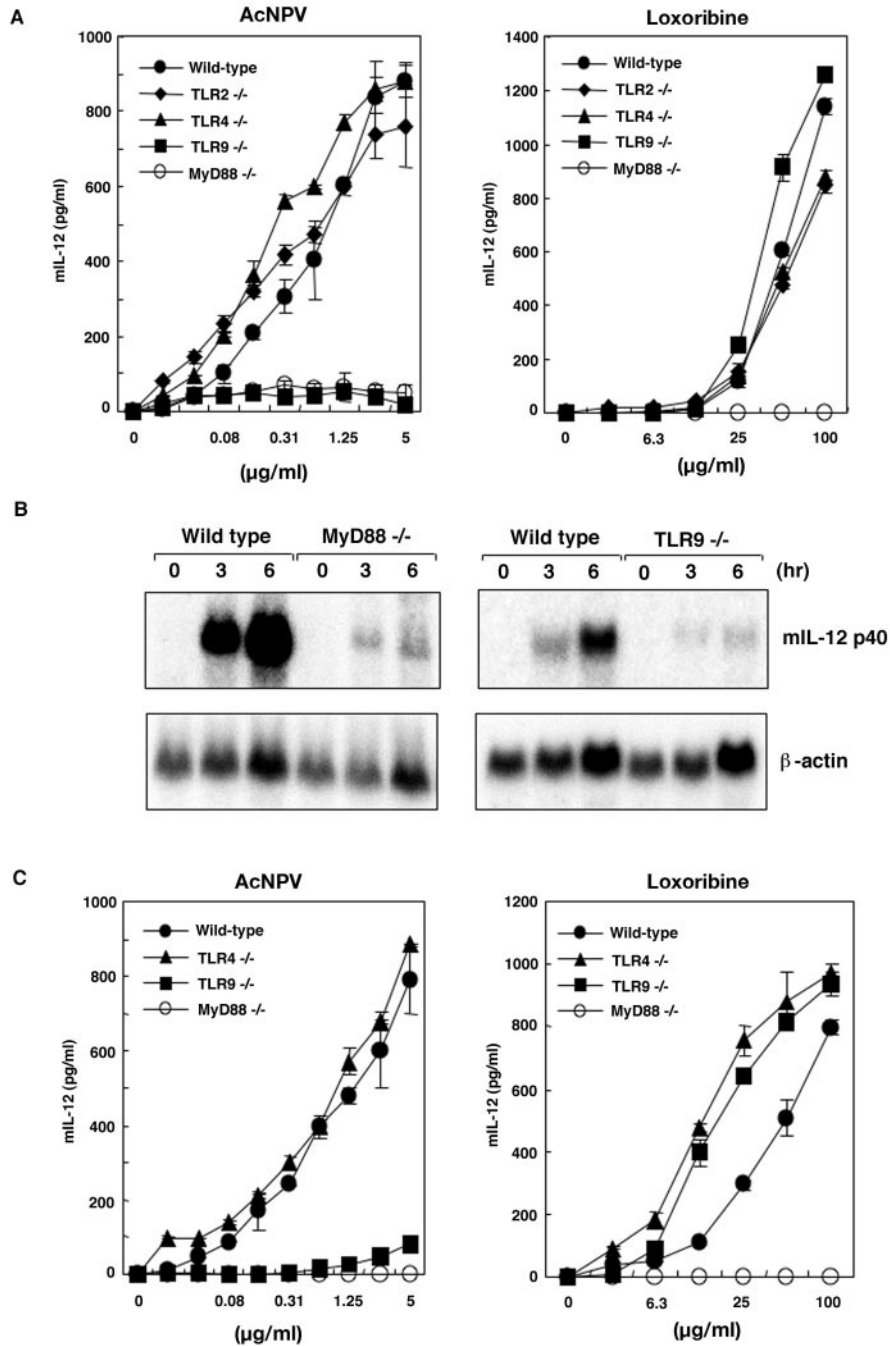 A
AcNPV
Loxoribine
mIL-12 (pg/ml)
1000
800
600
400
200
0
Wild-type
TLR2 -/-
TLR4 -/-
TLR9 -/-
MyD88 -/-
0
0.08
0.31
1.25
5
(µg/ml)
mIL-12 (pg/ml)
1400
1200
1000
800
600
400
200
0
Wild-type
TLR2 -/-
TLR4 -/-
TLR9 -/-
MyD88 -/-
0
6.3
25
100
(µg/ml)
B
Wild type MyD88 -/- Wild type TLR9 -/-
0 3 6 0 3 6 0 3 6 0 3 6 (hr)
mIL-12 p40
β-actin
C
AcNPV
Loxoribine
mIL-12 (pg/ml)
1000
800
600
400
200
0
Wild-type
TLR4 -/-
TLR9 -/-
MyD88 -/-
0
0.08
0.31
1.25
5
(µg/ml)
mIL-12 (pg/ml)
1200
1000
800
600
400
200
0
Wild-type
TLR4 -/-
TLR9 -/-
MyD88 -/-
0
6.3
25
100
(µg/ml)